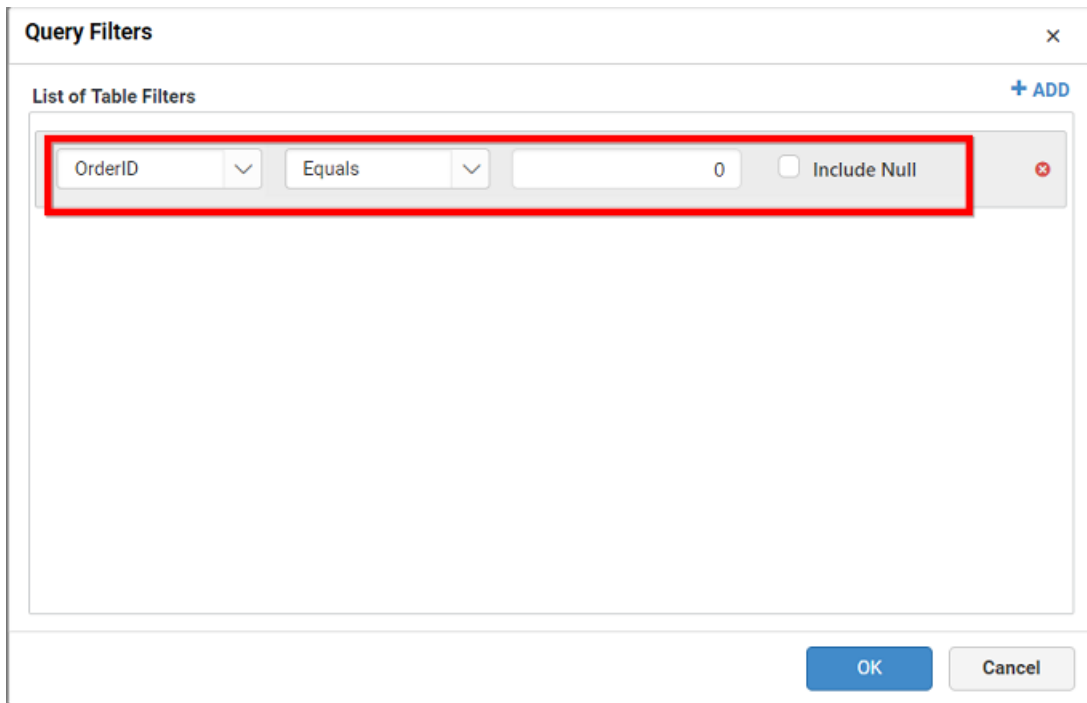 Query Filters
List of Table Filters
+ ADD
OrderID Equals 0 Include Null
OK Cancel